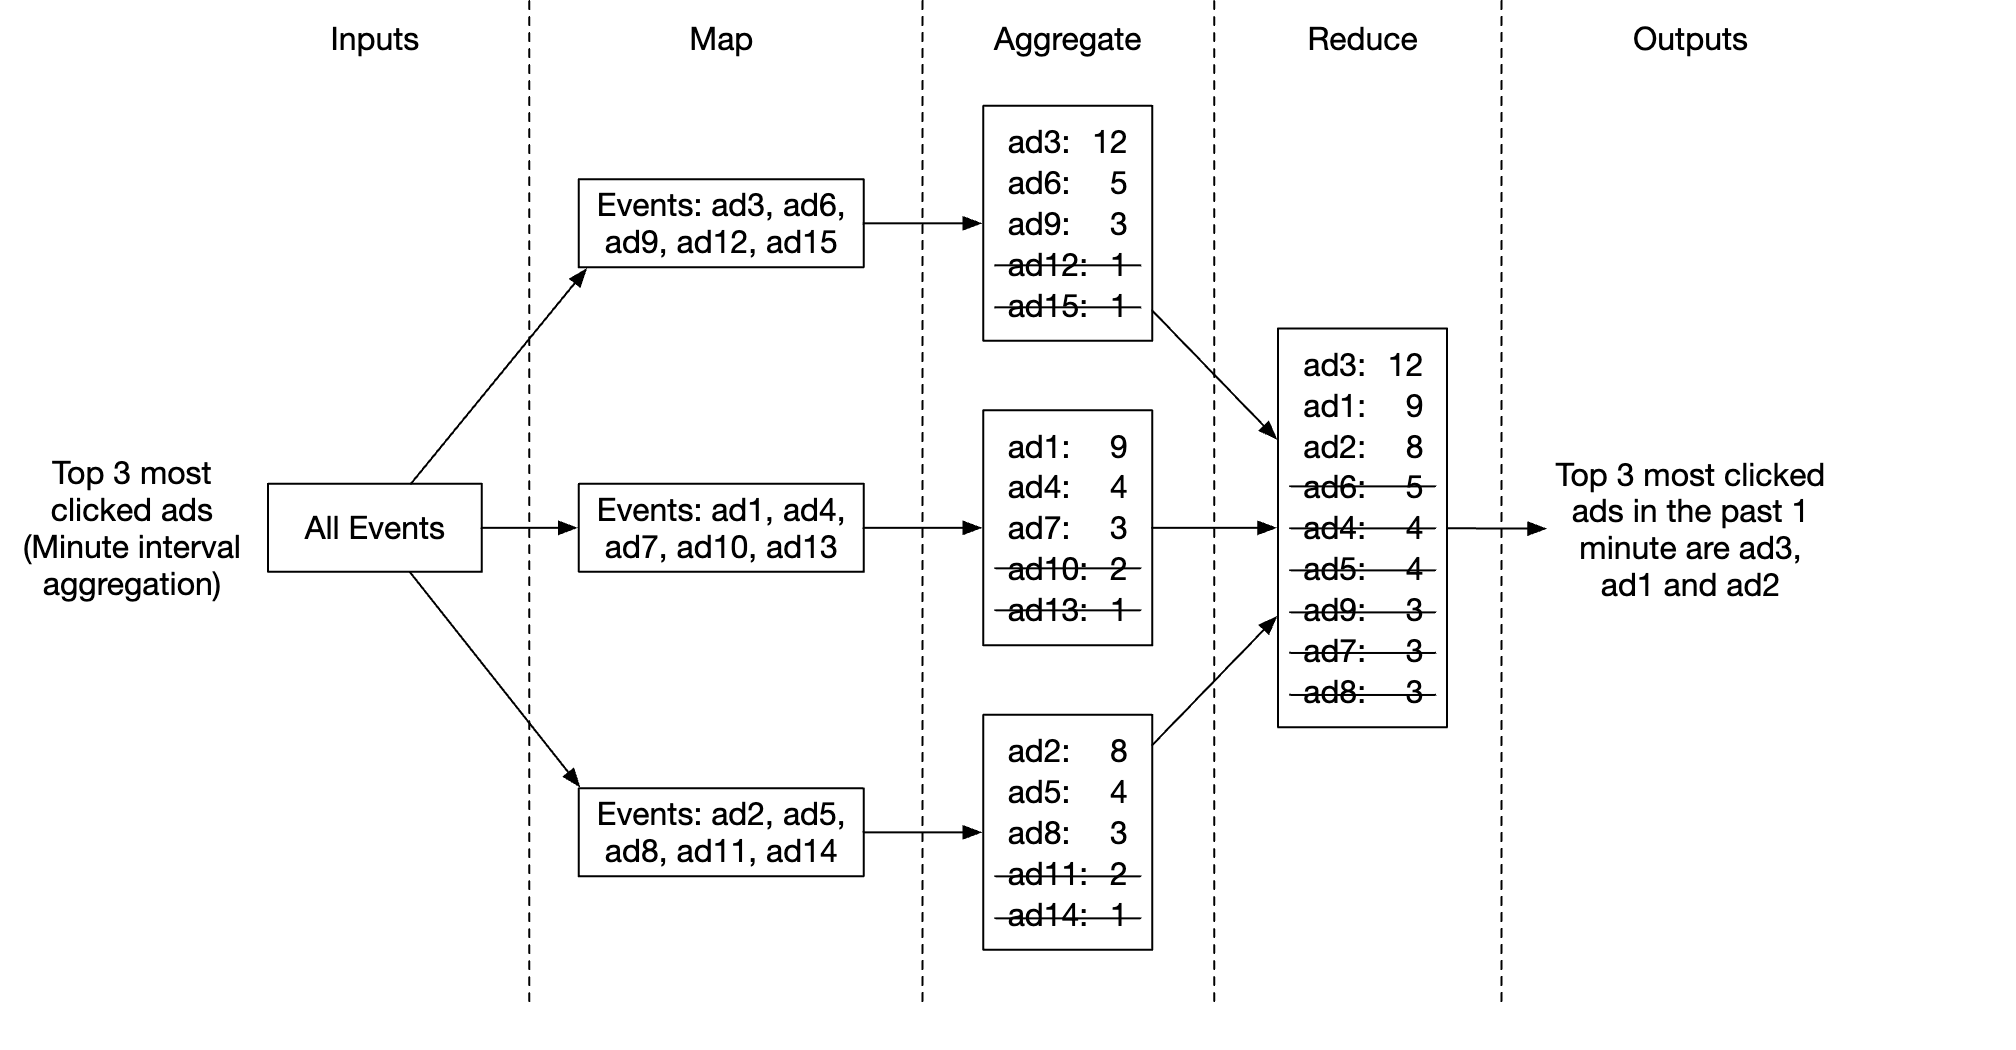 Inputs
Map
Aggregate
Reduce
Outputs
Top 3 most
clicked ads
(Minute interval
aggregation)
All Events
Events: ad3, ad6,
ad9, ad12, ad15
Events: ad1, ad4,
ad7, ad10, ad13
Events: ad2, ad5,
ad8, ad11, ad14
ad3: 12
ad6: 5
ad9: 3
ad12: 1
ad15: 1
ad1: 9
ad4: 4
ad7: 3
ad10: 2
ad13: 1
ad2: 8
ad5: 4
ad8: 3
ad11: 2
ad14: 1
ad3: 12
ad1: 9
ad2: 8
ad6: 5
ad4: 4
ad5: 4
ad9: 3
ad7: 3
ad8: 3
Top 3 most clicked
ads in the past 1
minute are ad3,
ad1 and ad2